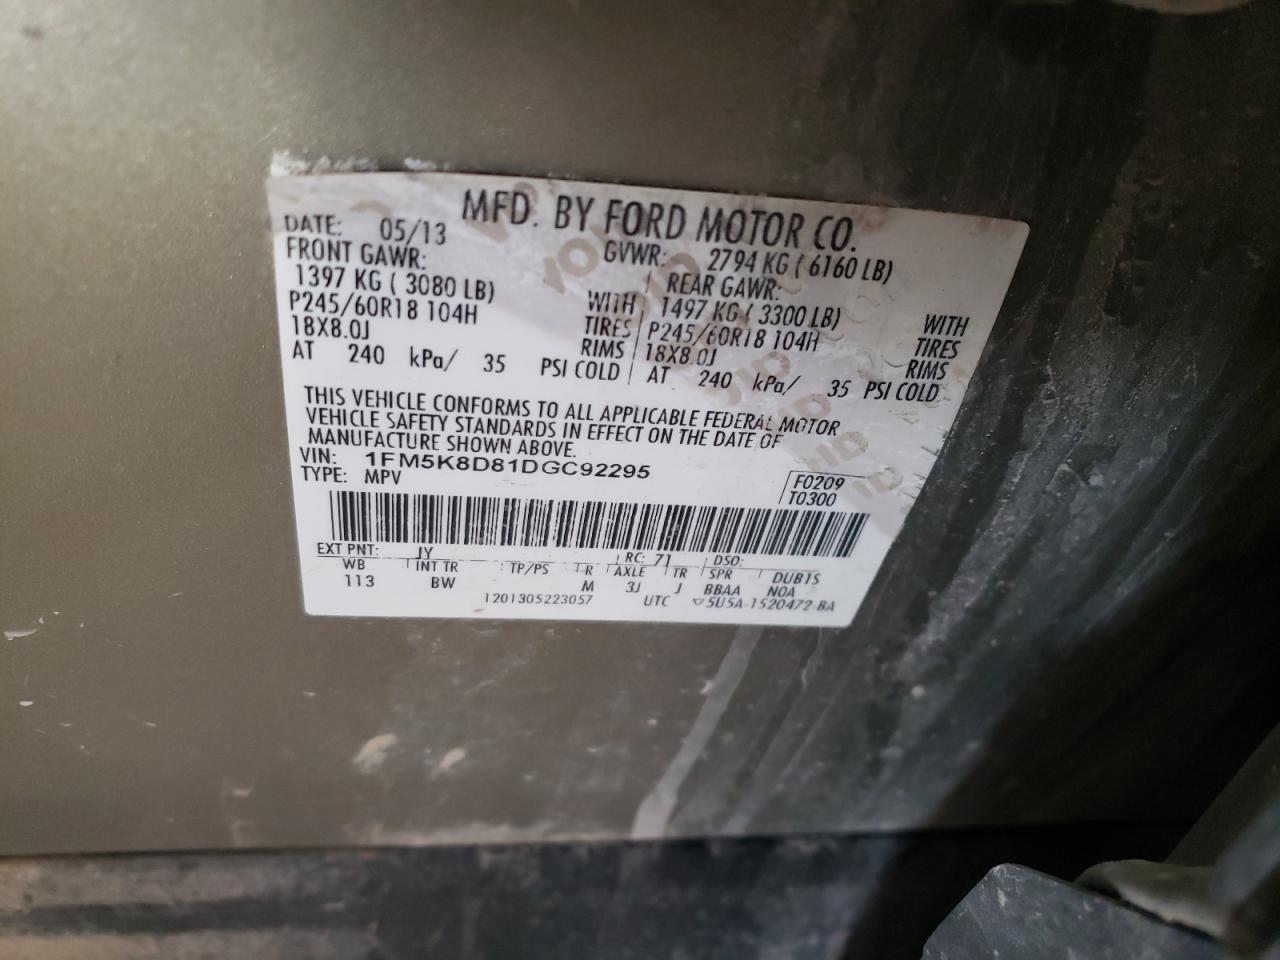 MFD. BY FORD MOTOR CO.
DATE: 05/13 GVWR: 2794 KG ( 6160 LB)
FRONT GAWR: REAR GAWR:
1397 KG ( 3080 LB) WITH 1497 KG ( 3300 LB) WITH
P245/60R18 104H TIRES P245/60R18 104H TIRES
18X8.0J RIMS 18X8.0J RIMS
AT 240 kPa/ 35 PSI COLD AT 240 kPa/ 35 PSI COLD
THIS VEHICLE CONFORMS TO ALL APPLICABLE FEDERAL MOTOR
VEHICLE SAFETY STANDARDS IN EFFECT ON THE DATE OF
MANUFACTURE SHOWN ABOVE.
VIN: 1FM5K8D81DGC92295 F0209
TYPE: MPV T0300
EXT PNT: JY RC: 71 DSO:
WB INT TR TP/PS R AXLE TR SPR DUBTS
113 BW M 3J J BBAA NOA
1201305223057 UTC ▽5U5A-1520472-BA